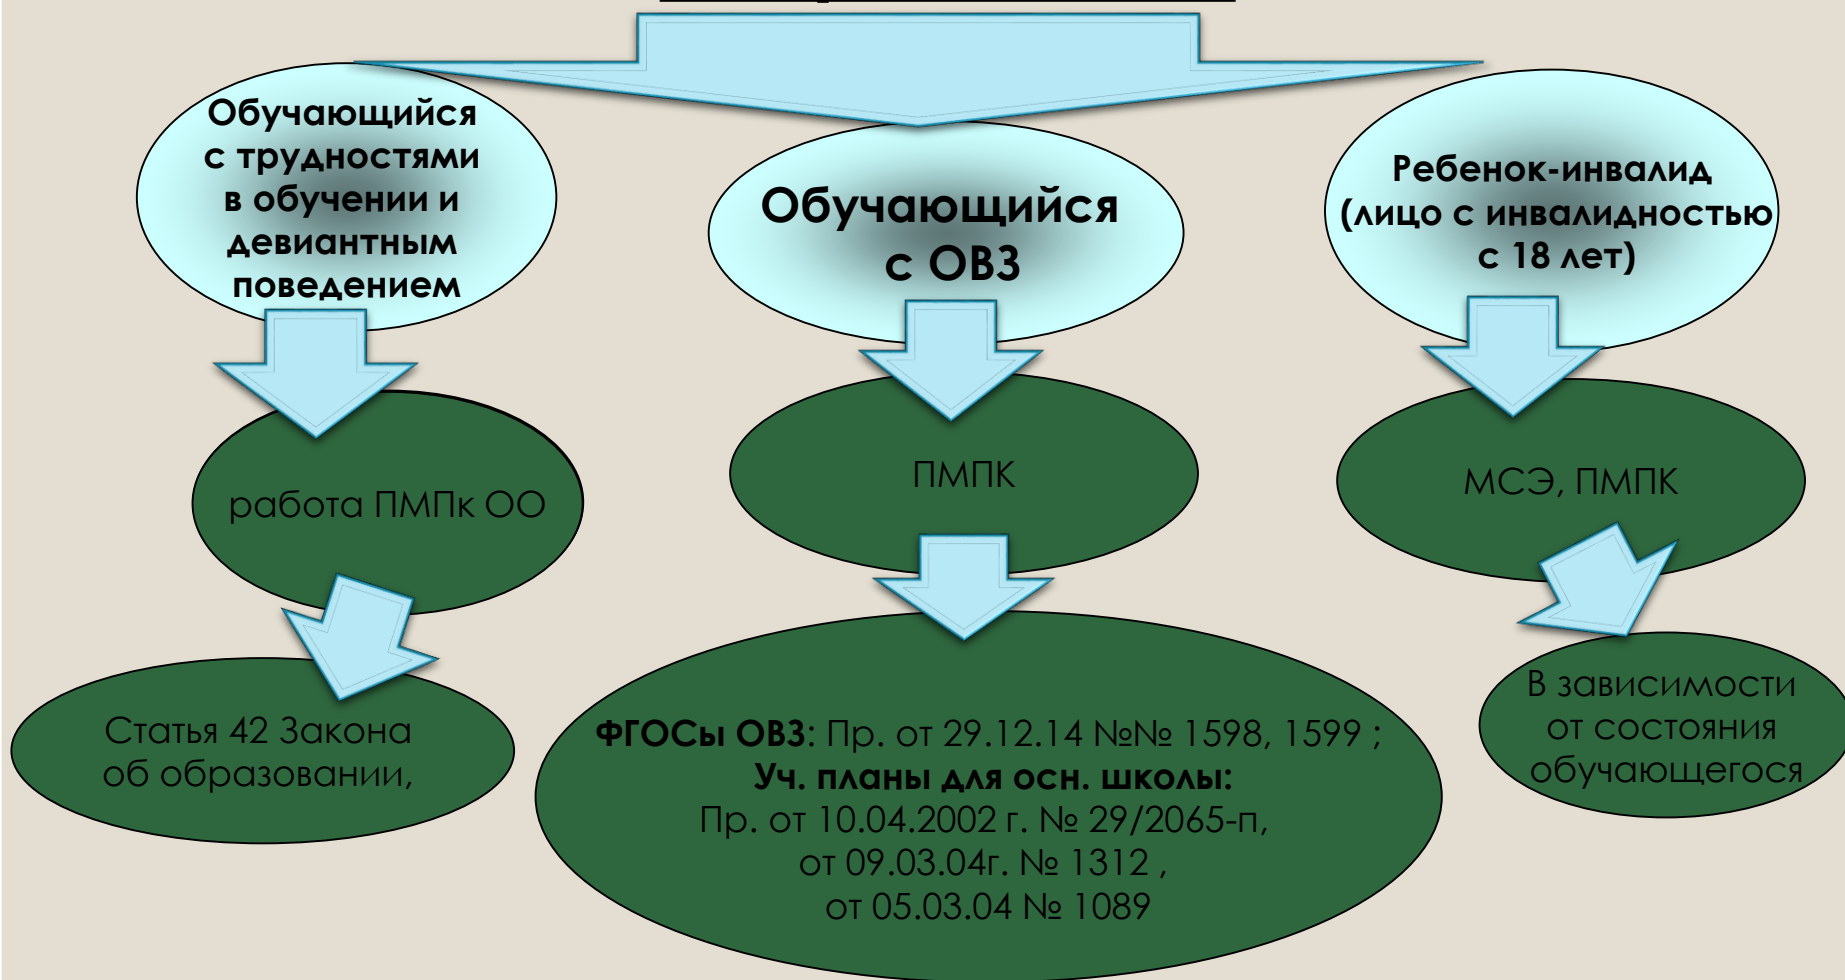 Обучающийся
с трудностями
в обучении и
девиантным
поведением
Обучающийся
с ОВЗ
Ребенок-инвалид
(лицо с инвалидностью
с 18 лет)
работа ПМПк ОО
ПМПК
МСЭ, ПМПК
Статья 42 Закона
об образовании,
ФГОСы ОВЗ: Пр. от 29.12.14 №№ 1598, 1599 ;
Уч. планы для осн. школы:
Пр. от 10.04.2002 г. № 29/2065-п,
от 09.03.04г. № 1312 ,
от 05.03.04 № 1089
В зависимости
от состояния
обучающегося